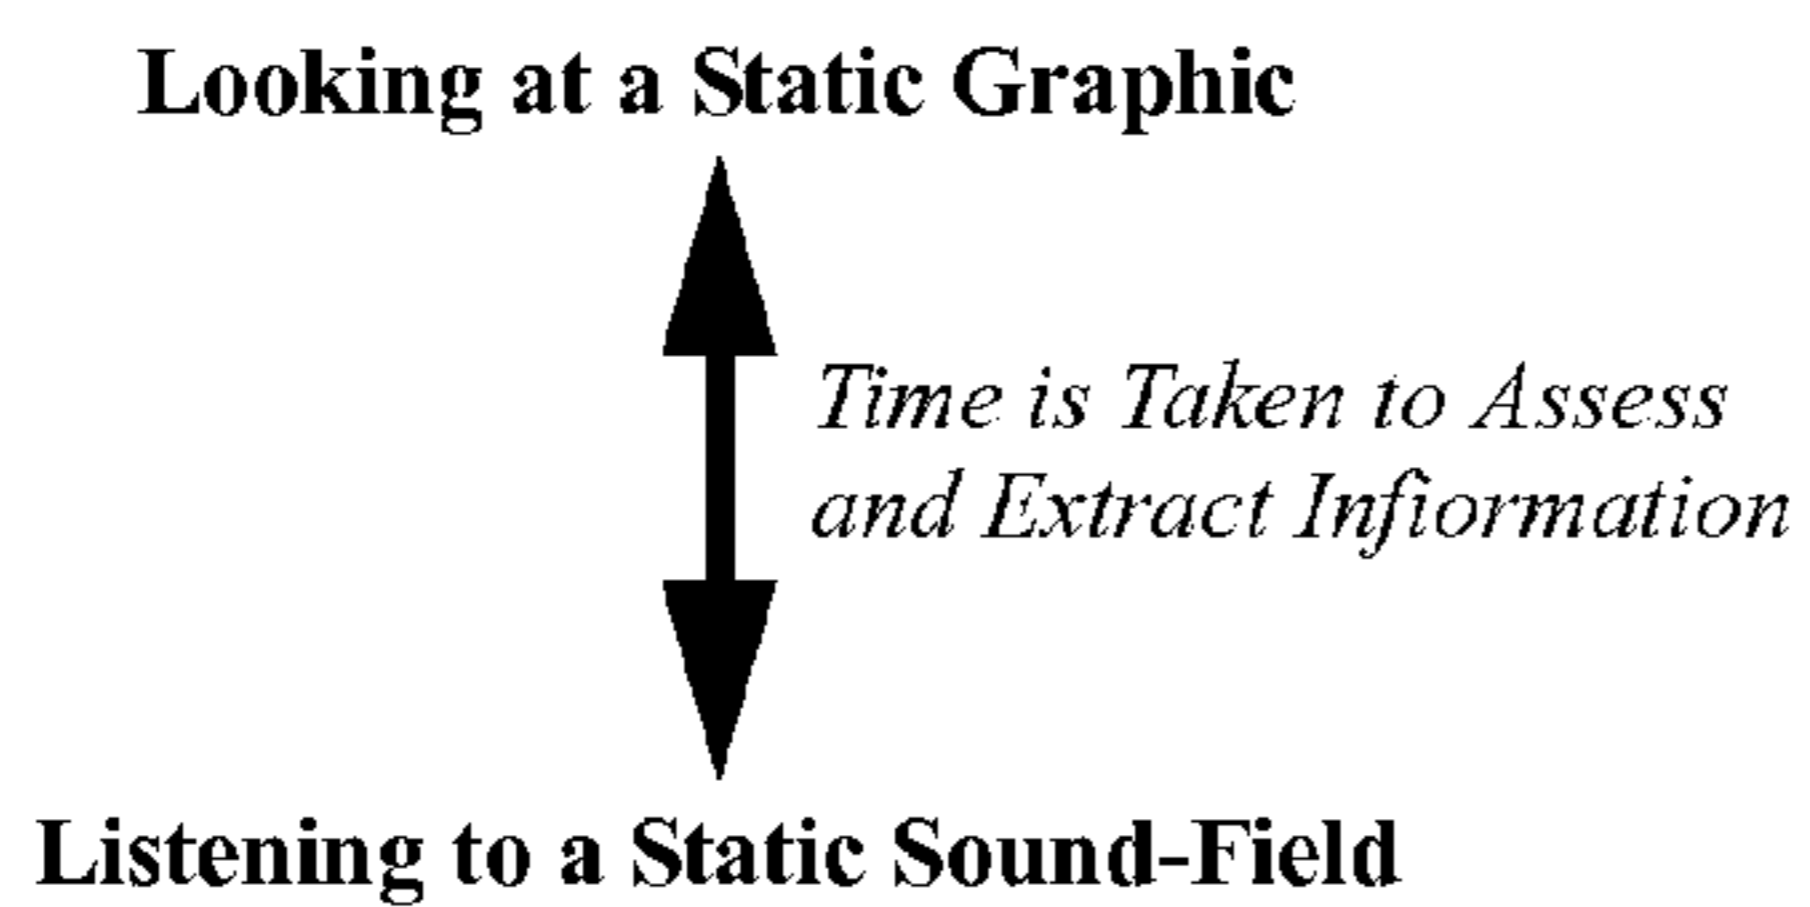 Looking at a Static Graphic
Time is Taken to Assess
and Extract Infiormation
Listening to a Static Sound-Field